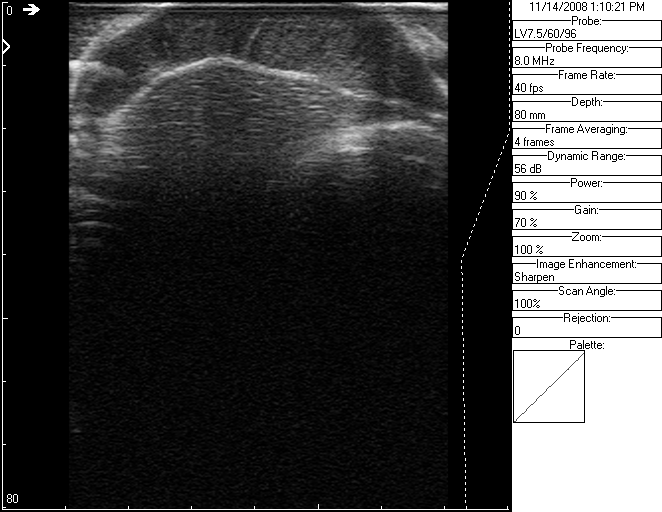 0
11/14/2008 1:10:21 PM
Probe:
LV7.5/60/96
Probe Frequency:
8.0 MHz
Frame Rate:
40 fps
Depth:
80 mm
Frame Averaging:
4 frames
Dynamic Range:
56 dB
Power:
90 %
Gain:
70 %
Zoom:
100 %
Image Enhancement:
Sharpen
Scan Angle:
100%
Rejection:
0
Palette:
80